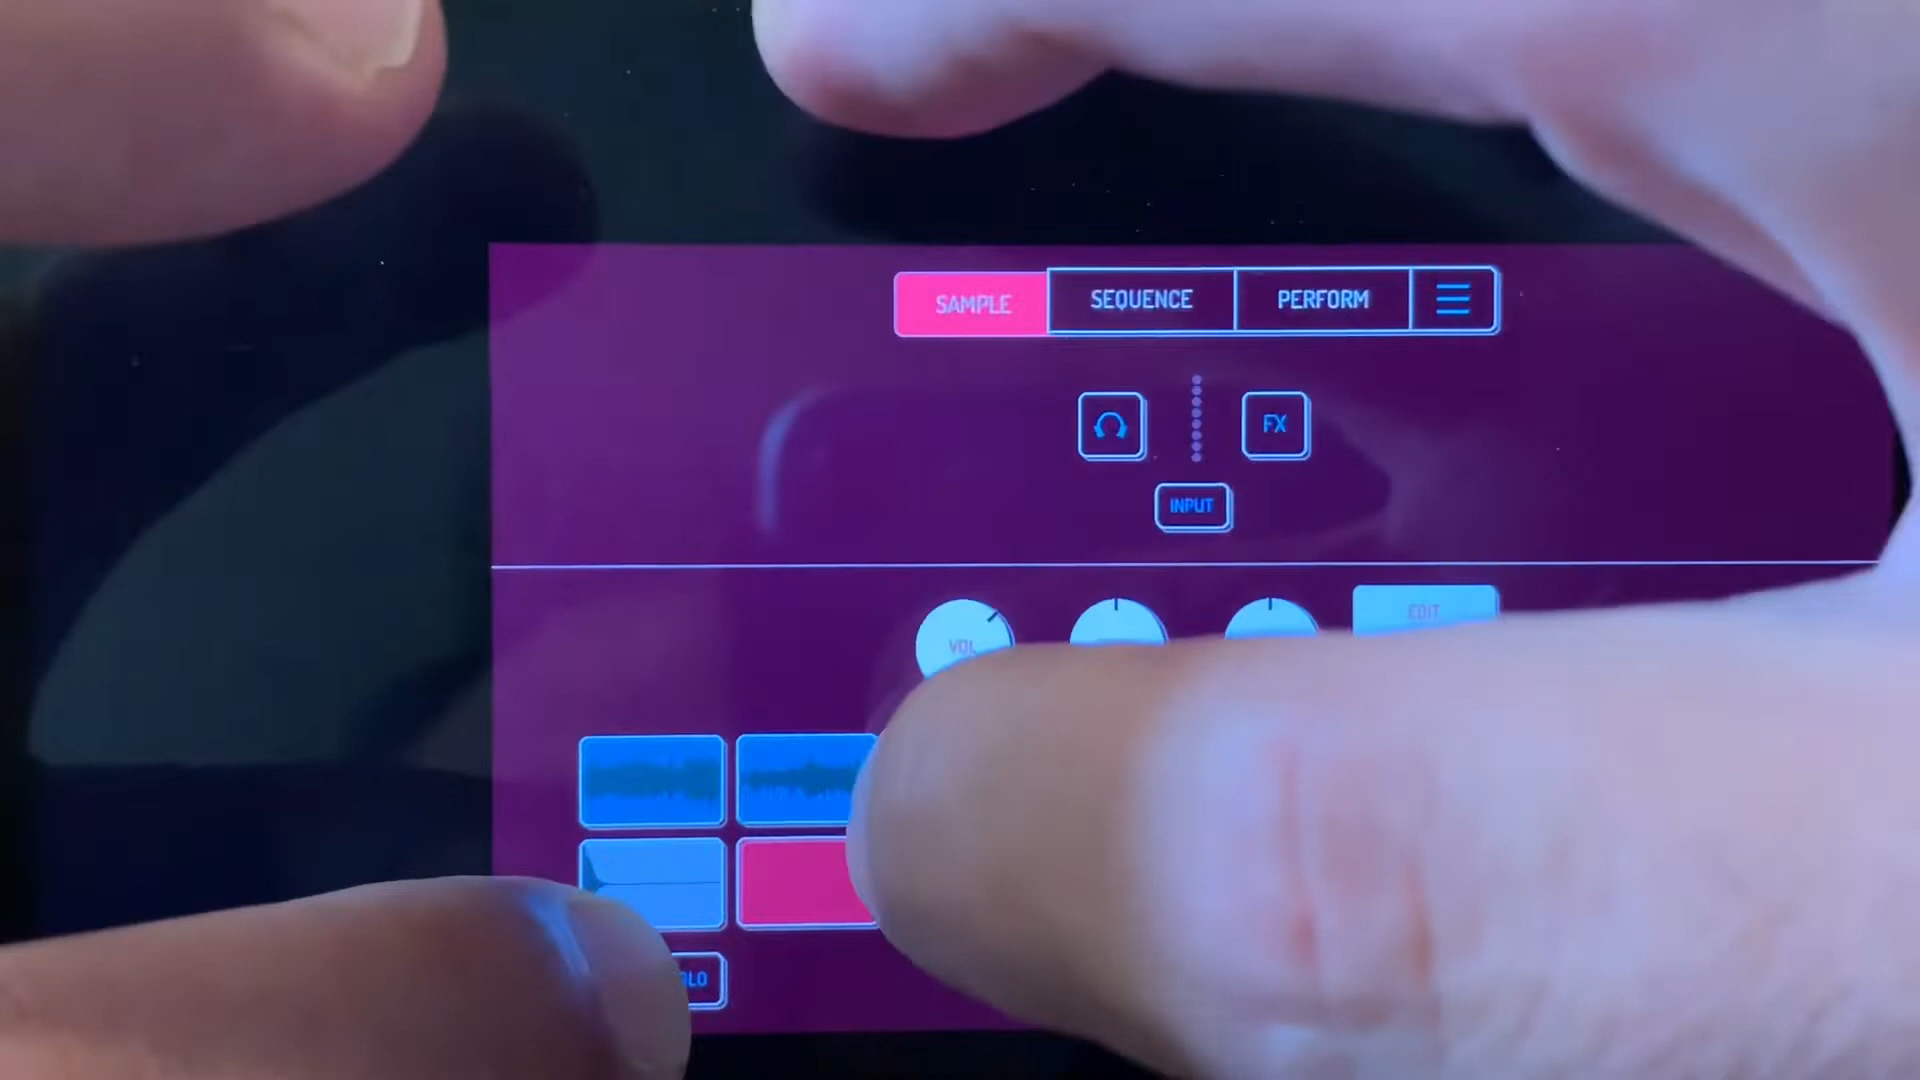 SAMPLE SEQUENCE PERFORM
FX
INPUT
VOL
EDIT